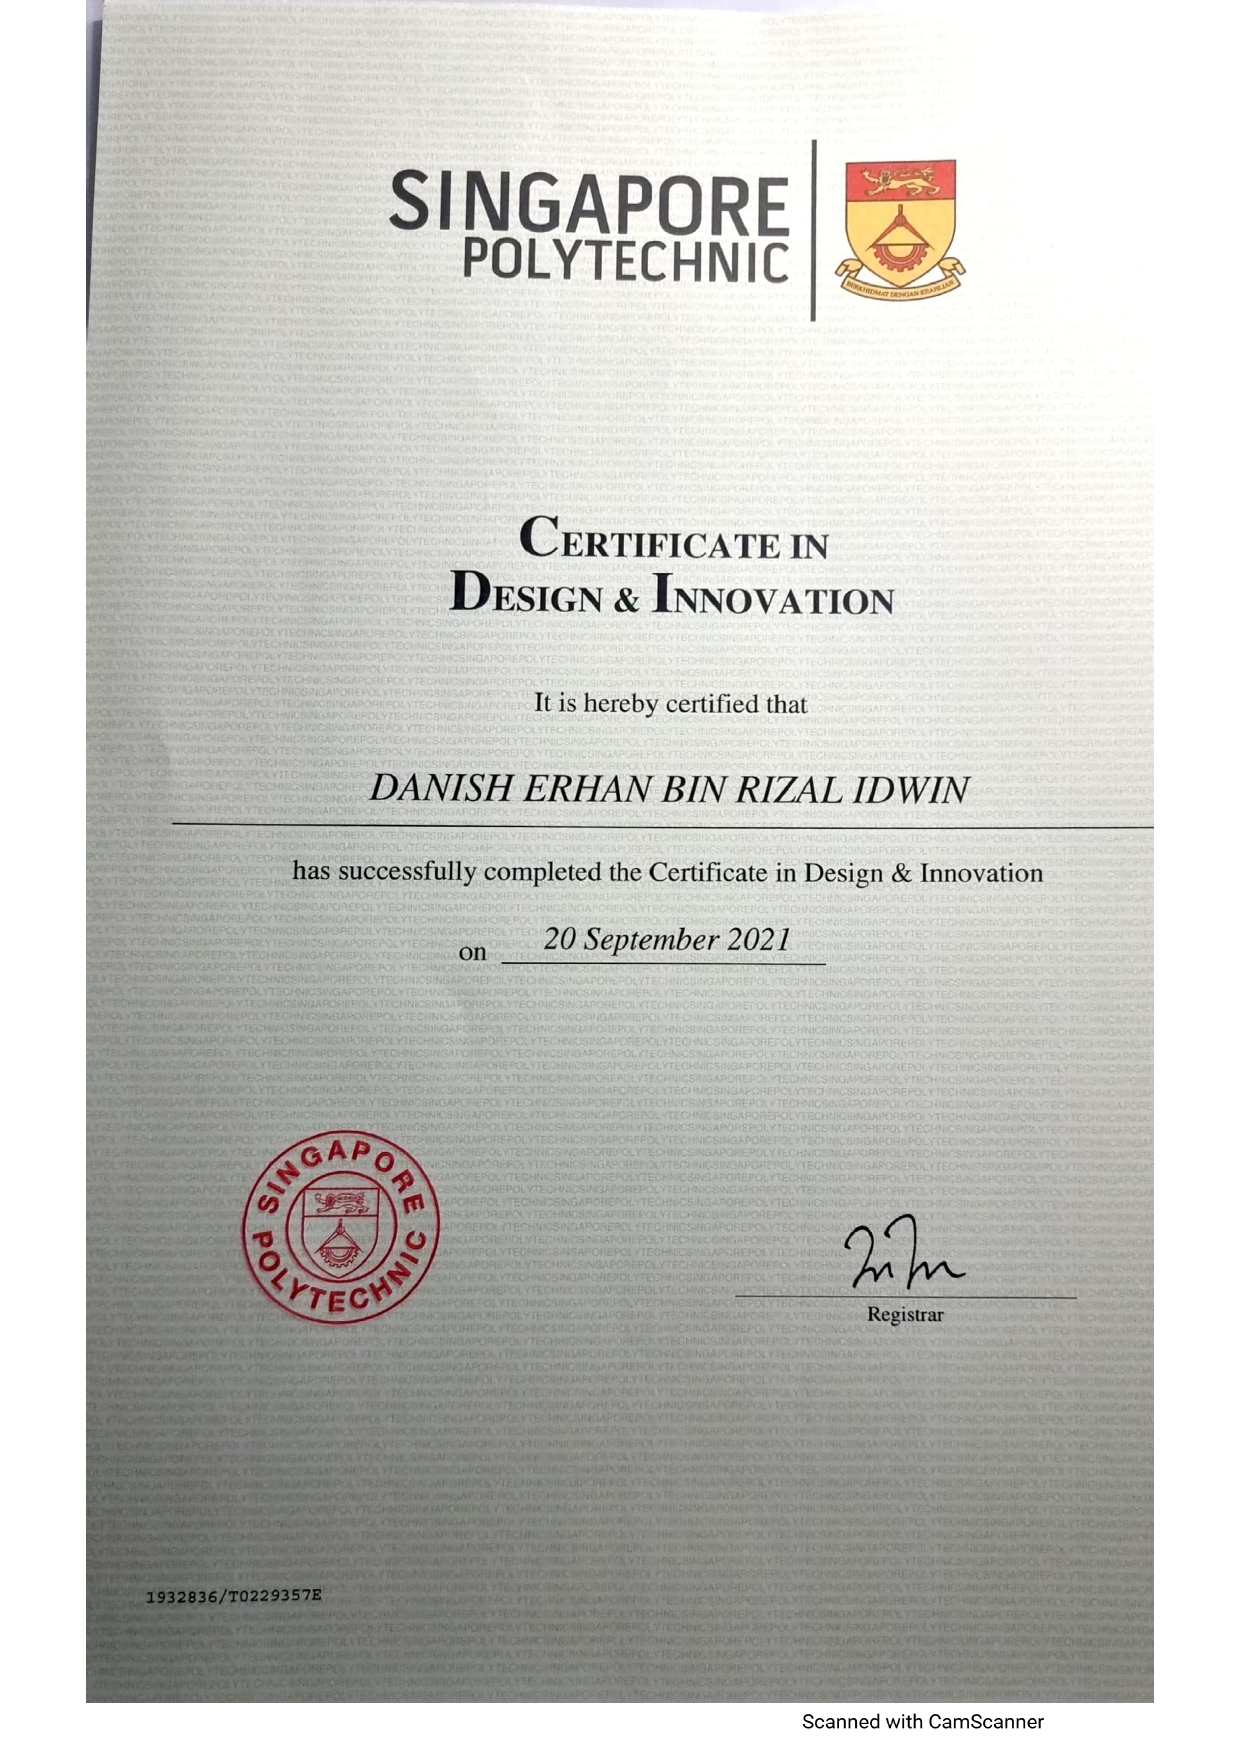 SINGAPORE
POLYTECHNIC
BERKHIDMAT DENGAN KEAHLIAN
CERTIFICATE IN
DESIGN & INNOVATION
It is hereby certified that
DANISH ERHAN BIN RIZAL IDWIN
has successfully completed the Certificate in Design & Innovation
on 20 September 2021
SINGAPORE
POLYTECHNIC
Registrar
1932836/T0229357E
Scanned with CamScanner